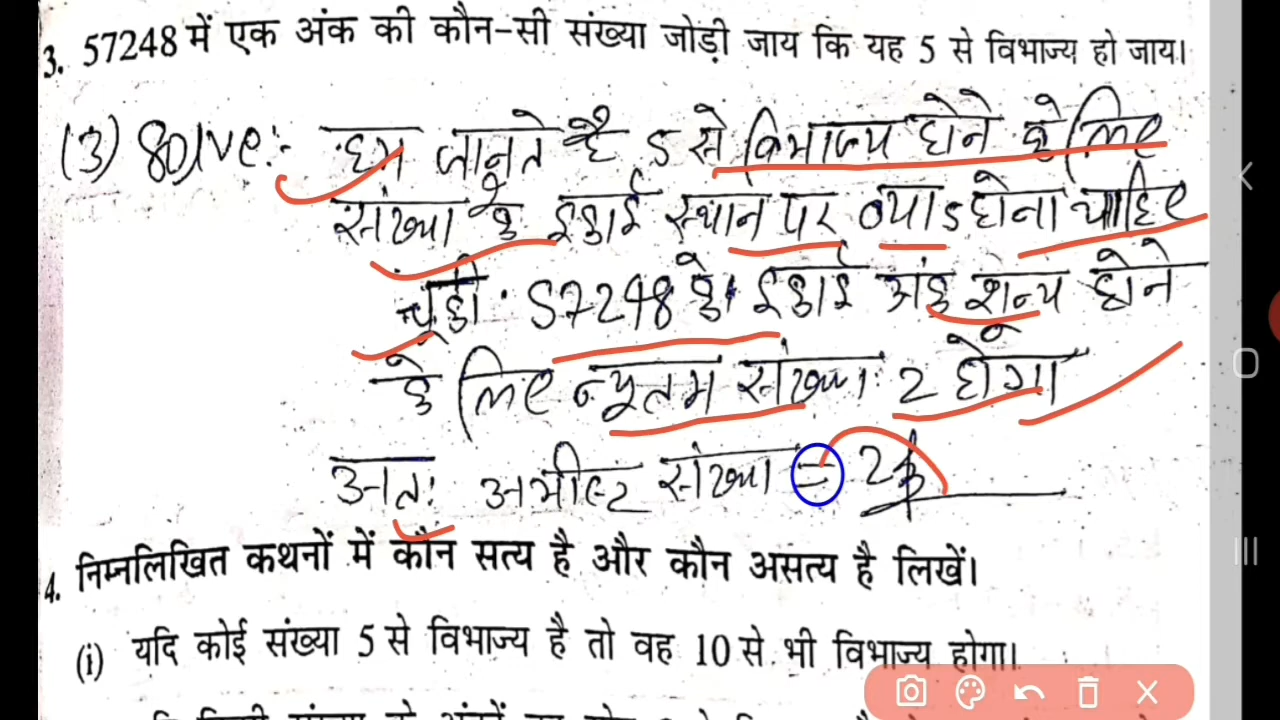 3. 57248 में एक अंक की कौन-सी संख्या जोड़ी जाय कि यह 5 से विभाज्य हो जाय।
(3) Solve:- हम जानते है 5 से विभाज्य होने के लिए
संख्या के इकाई स्थान पर 0 या 5 होना चाहिए
चूंकी 57248 के इकाई अंक शून्य होने
के लिए न्यूतम संख्या 2 होगा
अतः अभीष्ट संख्या = 2
4. निम्नलिखित कथनों में कौन सत्य है और कौन असत्य है लिखें।
(i) यदि कोई संख्या 5 से विभाज्य है तो वह 10 से भी विभाज्य होगा।